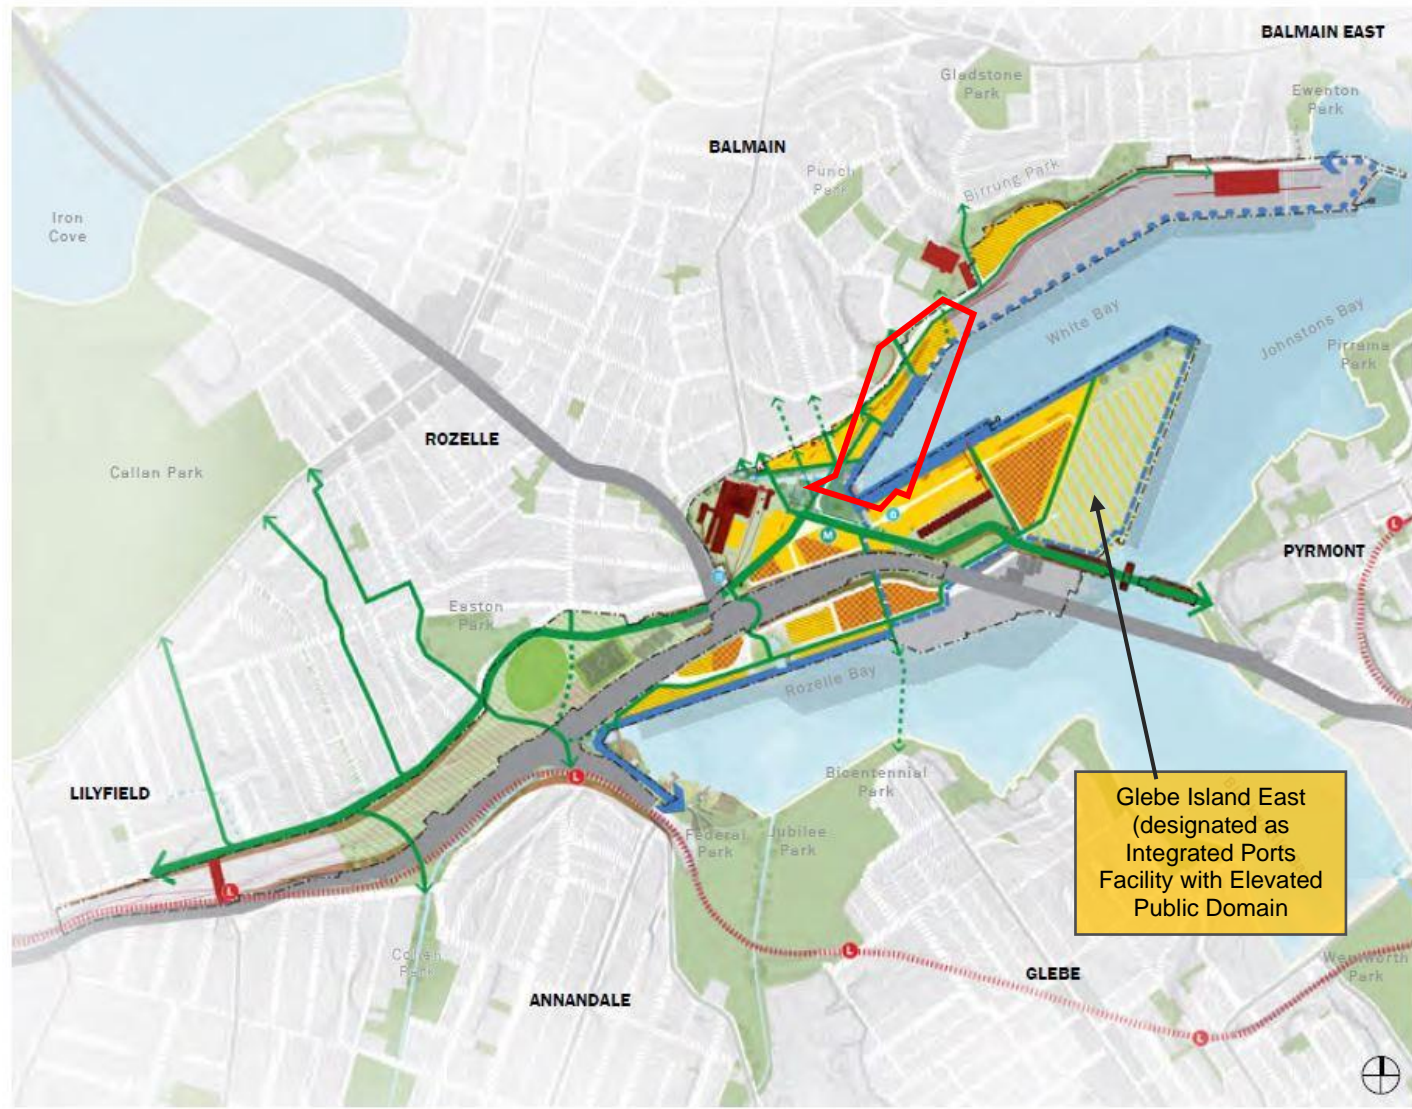 BALMAIN EAST
Gladstone
Park
Ewenton
Park
BALMAIN
Punch
Park
Birrung Park
Iron
Cove
White Bay
Johnstons Bay
Pirrama
Park
ROZELLE
Callan Park
L
B
M
PYRMONT
Easton
Park
Rozelle Bay
L
Bicentennial
Park
LILYFIELD
Glebe Island East
(designated as
Integrated Ports
Facility with Elevated
Public Domain
Federal
Park
Jubilee
Park
L
L
Park
GLEBE
Wentworth
Park
ANNANDALE
L